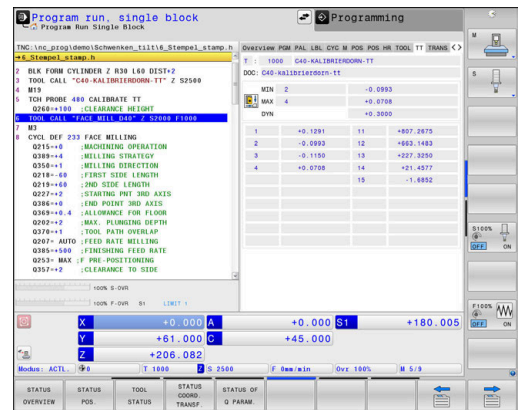 Program run, single block
Program Run Single Block
Programming
TNC:\nc_prog\demo\Schwenken_tilt\6_Stempel_stamp.h
→6_Stempel_stamp.h
2 BLK FORM CYLINDER Z R30 L60 DIST+2
3 TOOL CALL "C40-KALIBRIERDORN-TT" Z S2500
4 M19
5 TCH PROBE 480 CALIBRATE TT
Q260=+100 ;CLEARANCE HEIGHT
6 TOOL CALL "FACE_MILL_D40" Z S2000 F1000
7 M3
8 CYCL DEF 233 FACE MILLING
Q215=+0 ;MACHINING OPERATION
Q389=+4 ;MILLING STRATEGY
Q350=+1 ;MILLING DIRECTION
Q218=-60 ;FIRST SIDE LENGTH
Q219=+60 ;2ND SIDE LENGTH
Q227=+2 ;STARTNG PNT 3RD AXIS
Q386=+0 ;END POINT 3RD AXIS
Q369=+0.4 ;ALLOWANCE FOR FLOOR
Q202=+2 ;MAX. PLUNGING DEPTH
Q370=+1 ;TOOL PATH OVERLAP
Q207= AUTO ;FEED RATE MILLING
Q385=+500 ;FINISHING FEED RATE
Q253= MAX ;F PRE-POSITIONING
Q357=+2 ;CLEARANCE TO SIDE
100% S-OVR
100% F-OVR S1 LIMIT 1
Overview PGM PAL LBL CYC M POS POS HR TOOL TT TRANS
T : 1000 C40-KALIBRIERDORN-TT
DOC: C40-kalibrierdorn-tt
MIN 2 -0.0993
MAX 4 +0.0708
DYN +0.3000
1 +0.1291 11 +807.2675
2 -0.0993 12 +663.1483
3 -0.1150 13 +227.3250
4 +0.0708 14 +21.4577
15 -1.6852
X +0.000 A +0.000 S1 +180.005
Y +61.000 C +45.000
Z +206.082
Modus: ACTL. 0 T 1000 Z S 2500 F 0mm/min Ovr 100% M 5/9
STATUS OVERVIEW
STATUS POS.
TOOL STATUS
STATUS COORD. TRANSF.
STATUS OF Q PARAM.
M
S
S100%
OFF ON
F100%
OFF ON